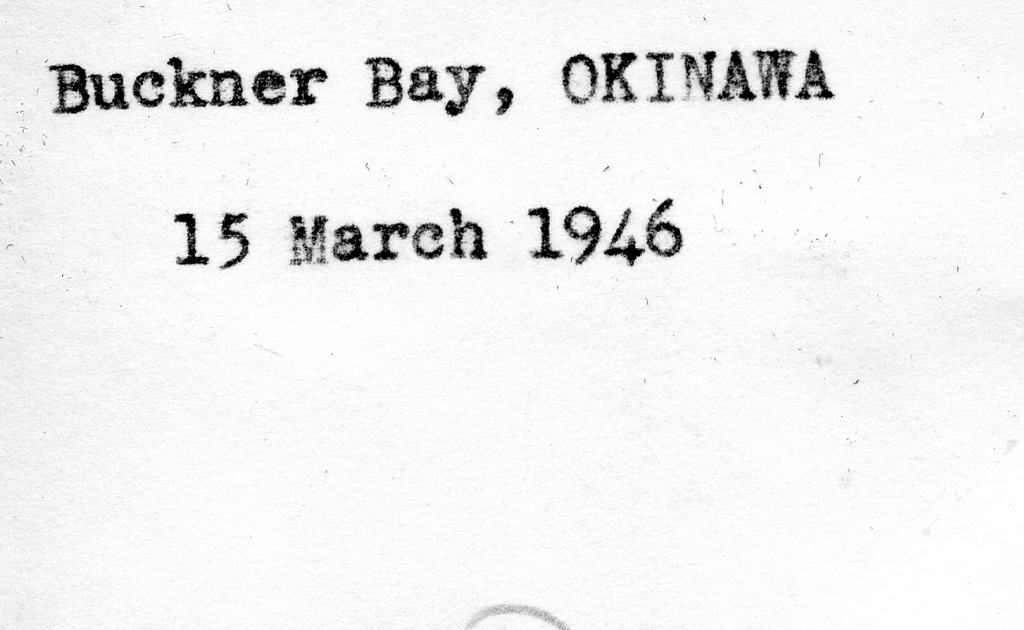 Buckner Bay, OKINAWA
15 March 1946